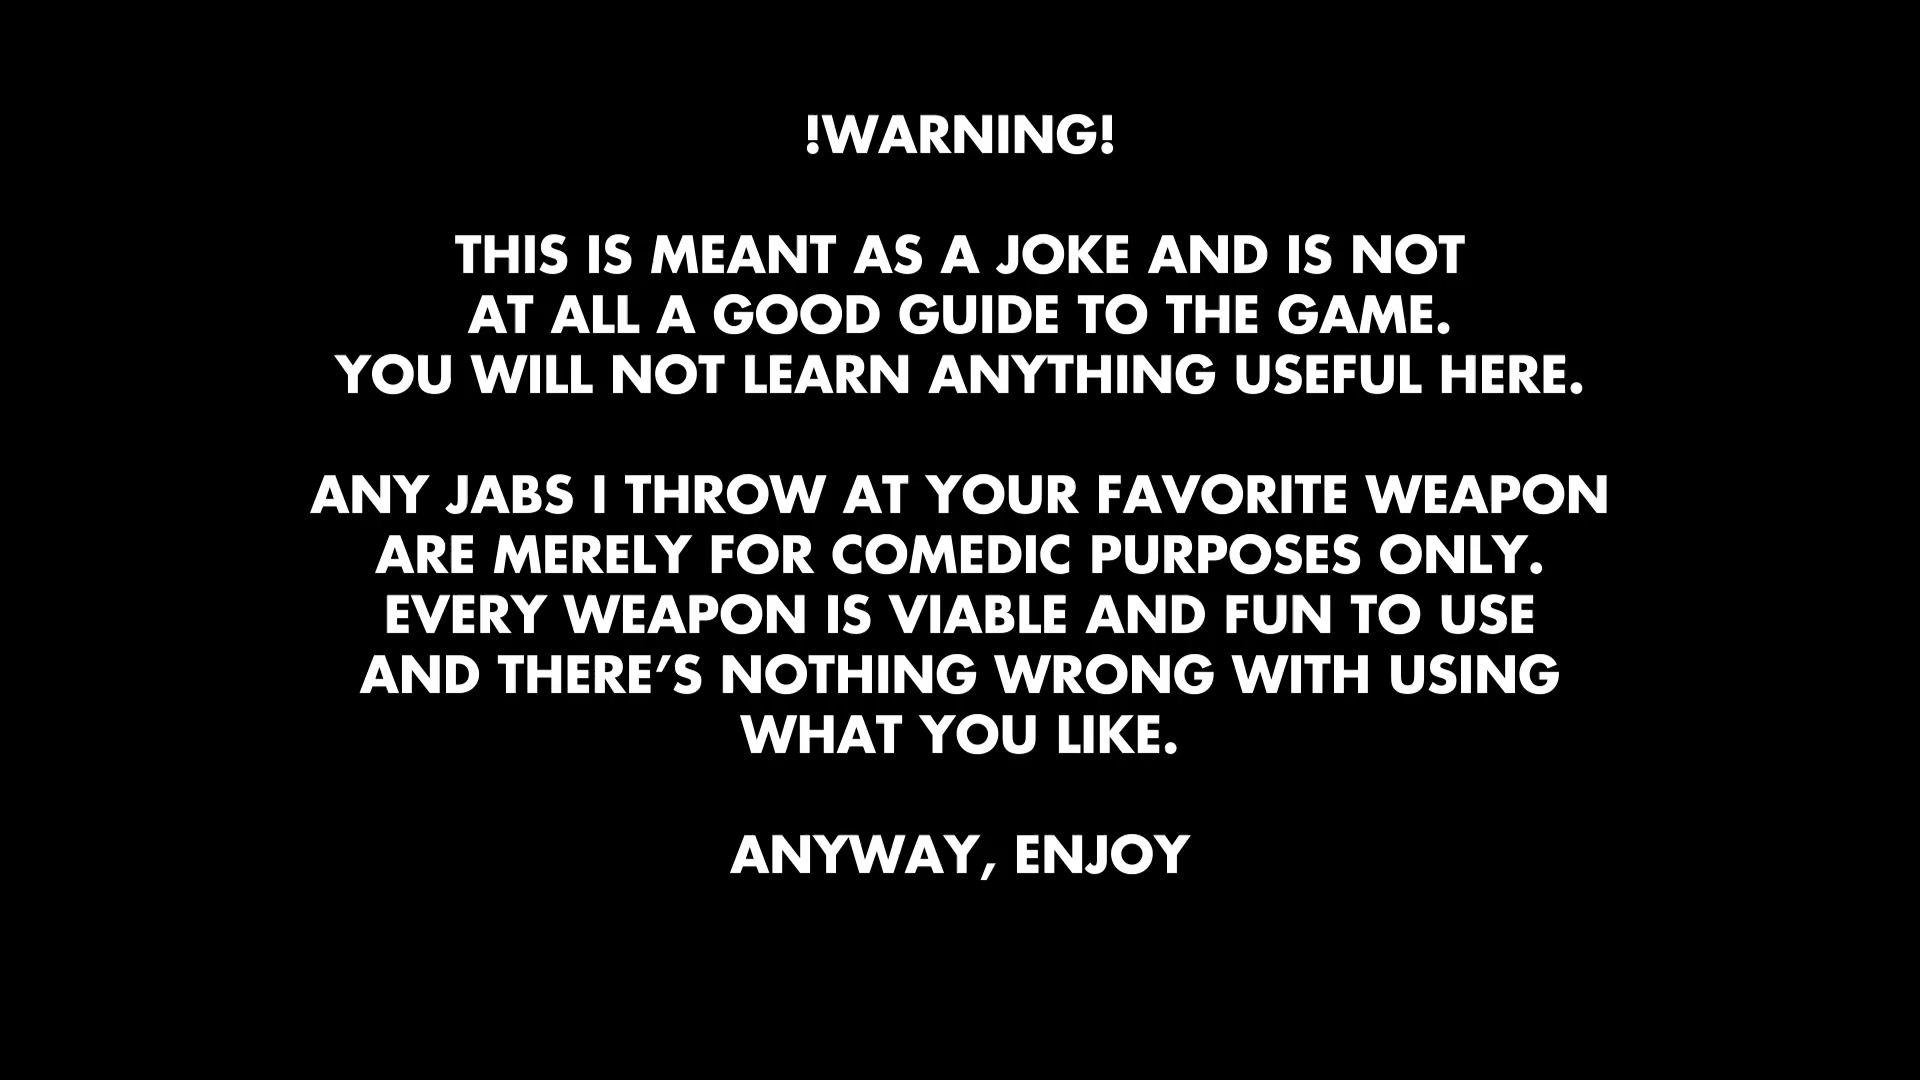 !WARNING!
THIS IS MEANT AS A JOKE AND IS NOT
AT ALL A GOOD GUIDE TO THE GAME.
YOU WILL NOT LEARN ANYTHING USEFUL HERE.
ANY JABS I THROW AT YOUR FAVORITE WEAPON
ARE MERELY FOR COMEDIC PURPOSES ONLY.
EVERY WEAPON IS VIABLE AND FUN TO USE
AND THERE’S NOTHING WRONG WITH USING
WHAT YOU LIKE.
ANYWAY, ENJOY